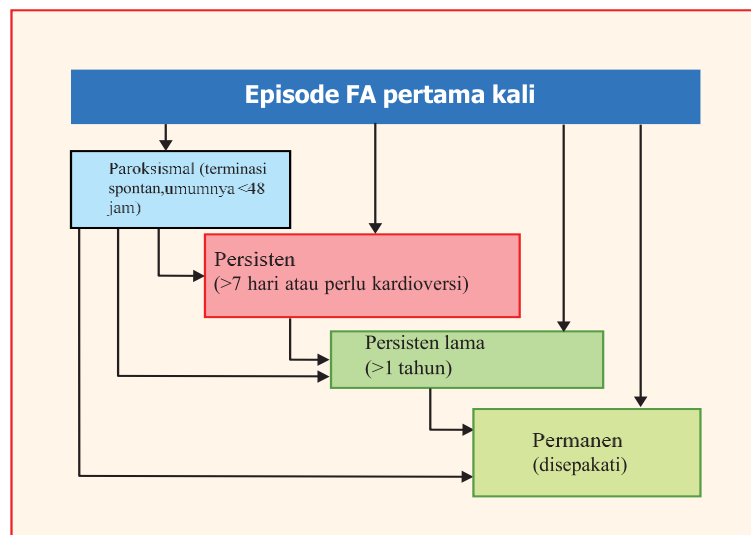 Episode FA pertama kali
Paroksismal (terminasi
spontan,umumnya <48
jam)
Persisten
(>7 hari atau perlu kardioversi)
Persisten lama
(>1 tahun)
Permanen
(disepakati)